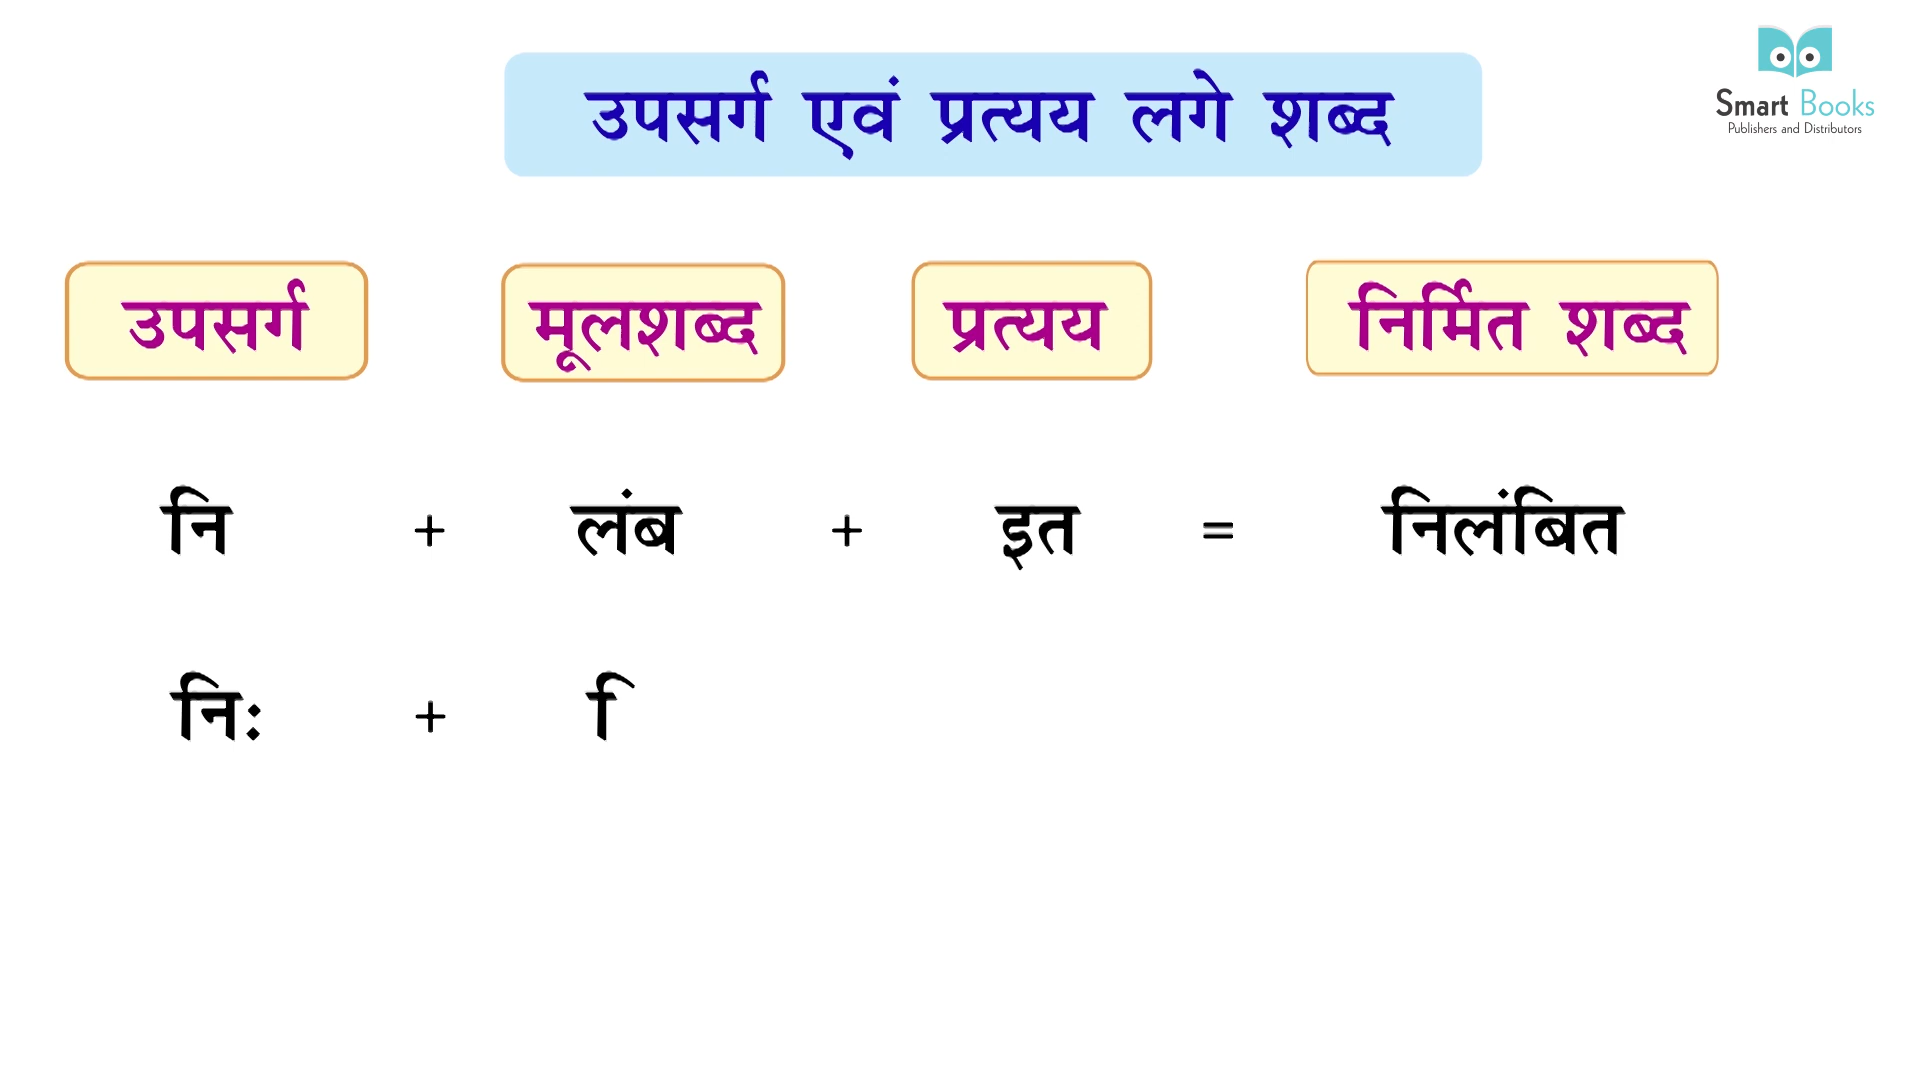 Smart Books
Publishers and Distributors
उपसर्ग एवं प्रत्यय लगे शब्द
उपसर्ग मूलशब्द प्रत्यय निर्मित शब्द
नि + लंब + इत = निलंबित
निः + ि